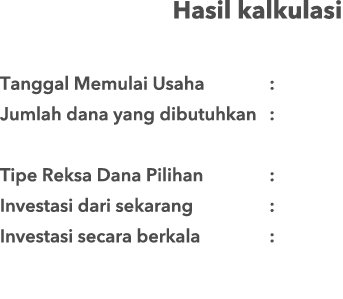 Hasil kalkulasi
Tanggal Memulai Usaha :
Jumlah dana yang dibutuhkan :
Tipe Reksa Dana Pilihan :
Investasi dari sekarang :
Investasi secara berkala :